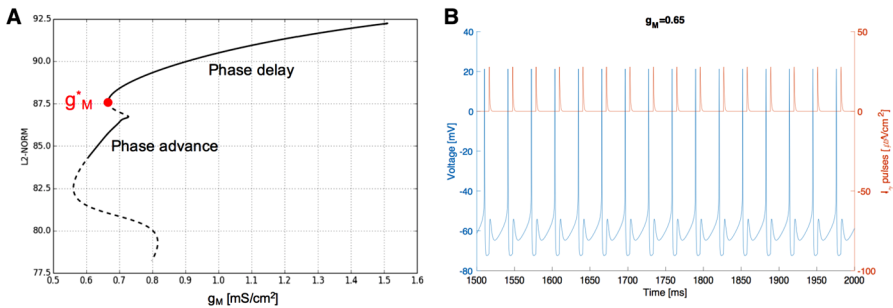 A
92.5
90.0
87.5
85.0
82.5
80.0
77.5
L2-NORM
g*M
Phase delay
Phase advance
0.5 0.6 0.7 0.8 0.9 1.0 1.1 1.2 1.3 1.4 1.5 1.6
gM [mS/cm²]
B
gM=0.65
40
20
0
-20
-40
-60
-80
Voltage [mV]
50
0
-50
-100
pulses [μA/cm²]
1500 1550 1600 1650 1700 1750 1800 1850 1900 1950 2000
Time [ms]